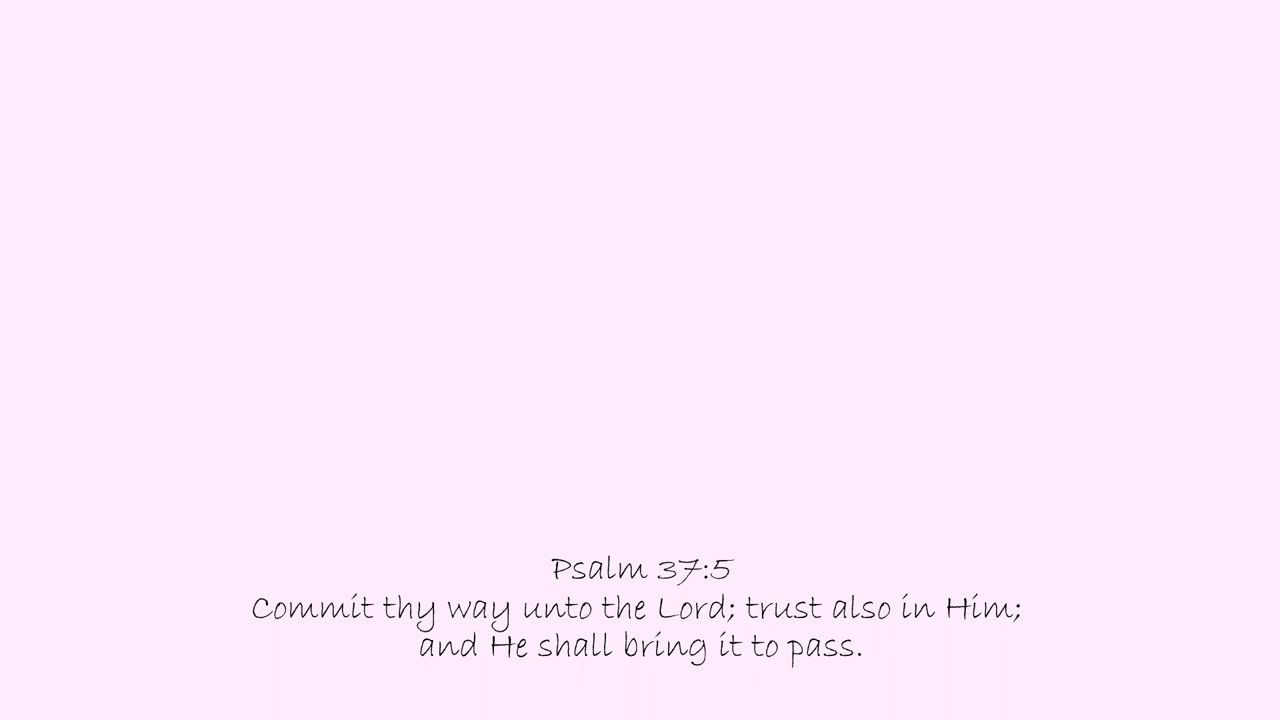 Psalm 37:5
Commit thy way unto the Lord; trust also in Him;
and He shall bring it to pass.